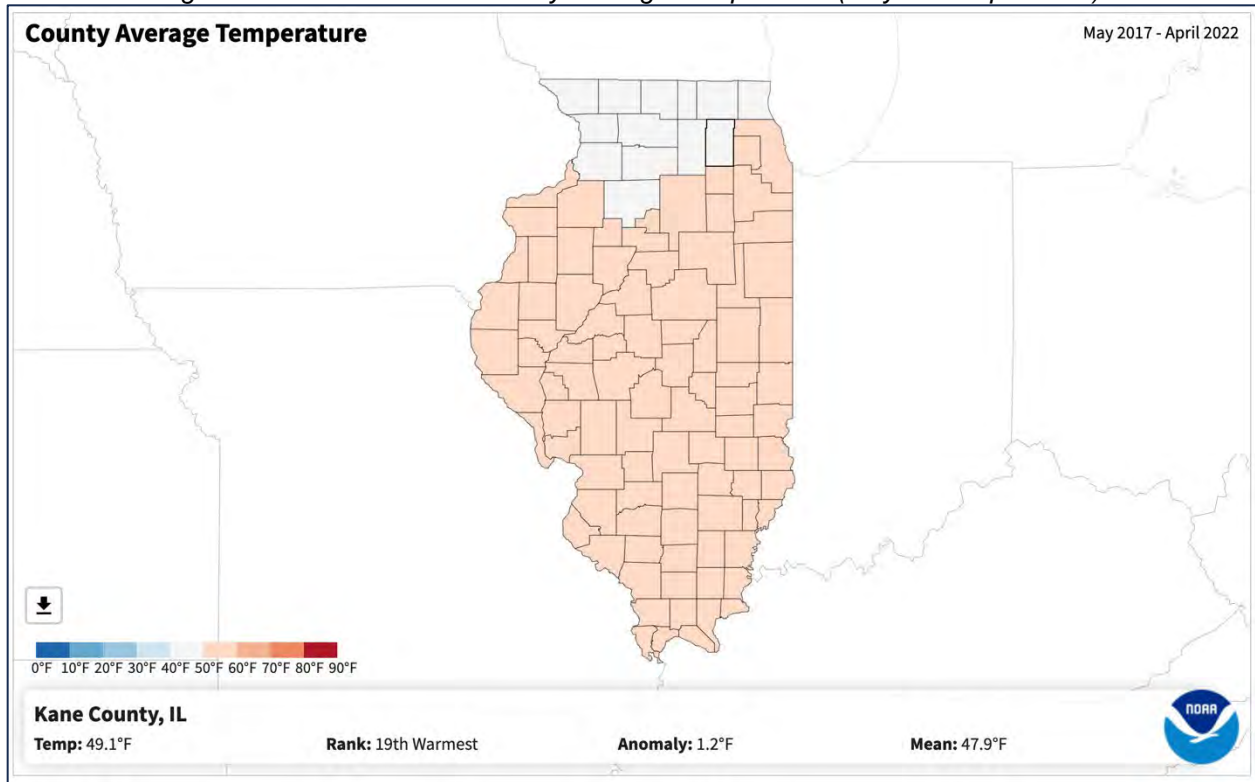 County Average Temperature
May 2017 - April 2022
0°F 10°F 20°F 30°F 40°F 50°F 60°F 70°F 80°F 90°F
Kane County, IL
Temp: 49.1°F Rank: 19th Warmest Anomaly: 1.2°F Mean: 47.9°F
NOAA